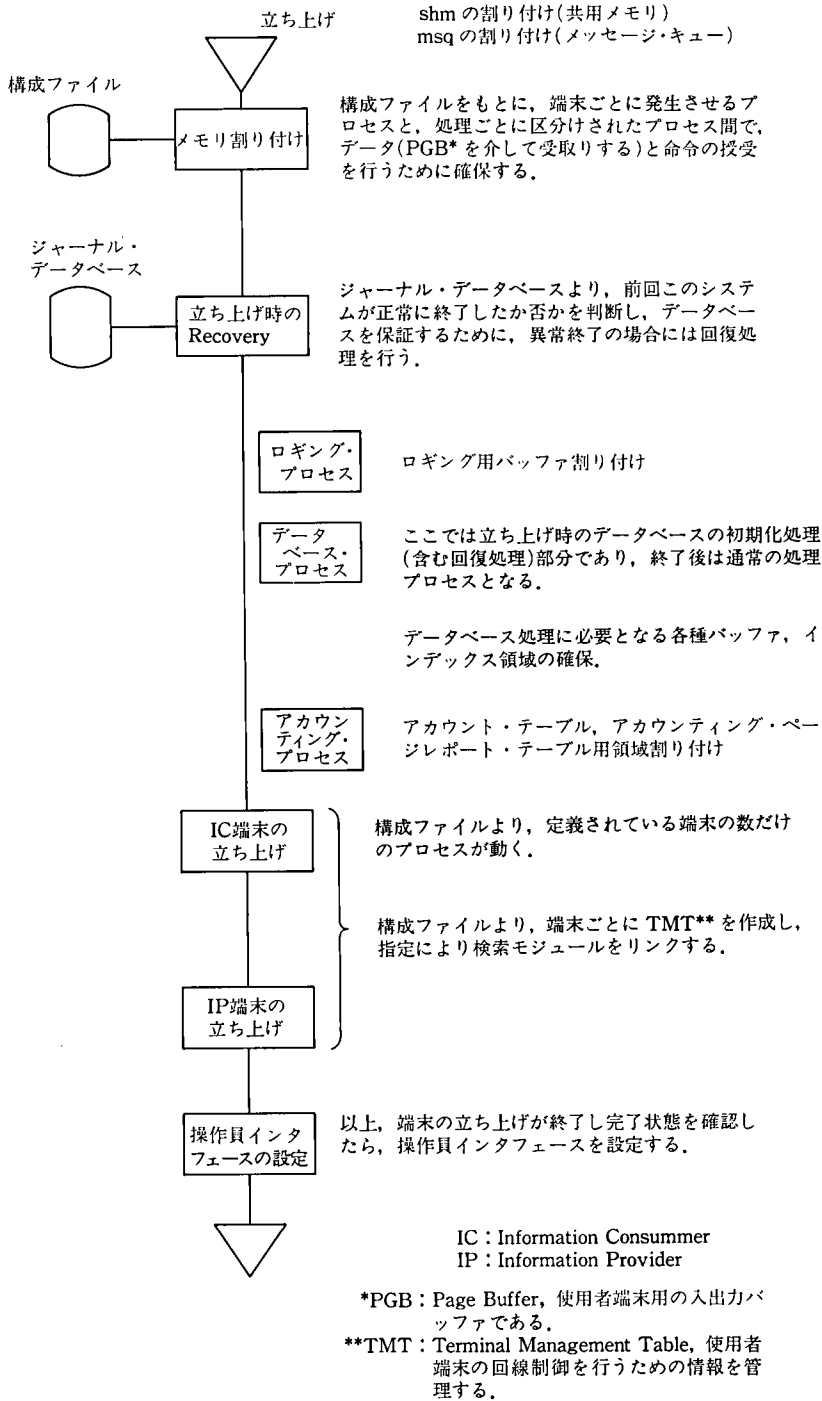 立ち上げ
shm の割り付け(共用メモリ)
msq の割り付け(メッセージ・キュー)
構成ファイル
メモリ割り付け
構成ファイルをもとに，端末ごとに発生させるプ
ロセスと，処理ごとに区分けされたプロセス間で，
データ(PGB* を介して受取りする)と命令の授受
を行うために確保する．
ジャーナル・
データベース
立ち上げ時の
Recovery
ジャーナル・データベースより，前回このシステ
ムが正常に終了したか否かを判断し，データベー
スを保証するために，異常終了の場合には回復処
理を行う．
ロギング・
プロセス
ロギング用バッファ割り付け
データ
ベース・
プロセス
ここでは立ち上げ時のデータベースの初期化処理
(含む回復処理)部分であり，終了後は通常の処理
プロセスとなる．
データベース処理に必要となる各種バッファ，イ
ンデックス領域の確保．
アカウン
ティング・
プロセス
アカウント・テーブル，アカウンティング・ペー
ジレポート・テーブル用領域割り付け
IC端末の
立ち上げ
構成ファイルより，定義されている端末の数だけ
のプロセスが動く．
構成ファイルより，端末ごとに TMT** を作成し，
指定により検索モジュールをリンクする．
IP端末の
立ち上げ
操作員インタ
フェースの設定
以上，端末の立ち上げが終了し完了状態を確認し
たら，操作員インタフェースを設定する．
IC：Information Consummer
IP：Information Provider
*PGB：Page Buffer, 使用者端末用の入出力バ
ッファである．
**TMT：Terminal Management Table, 使用者
端末の回線制御を行うための情報を管
理する．